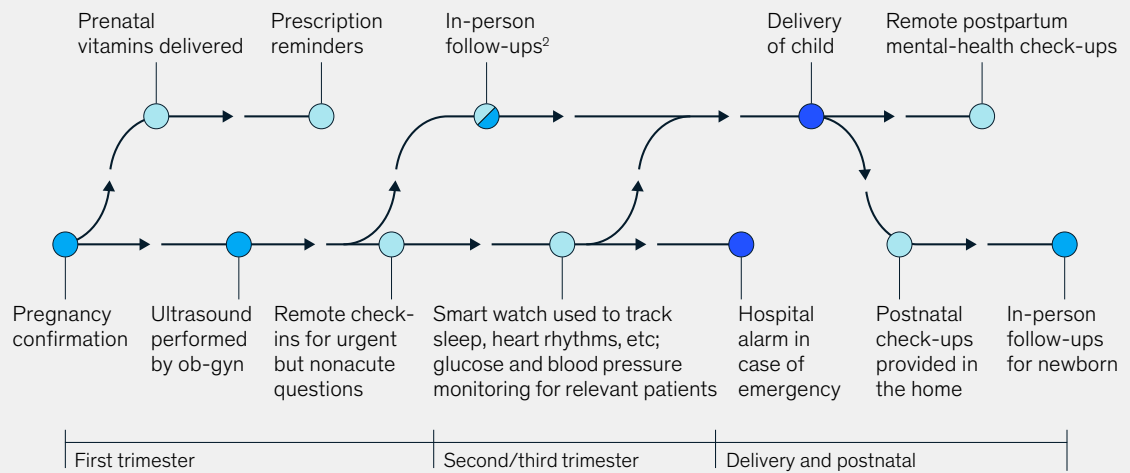 Prenatal
vitamins delivered
Prescription
reminders
In-person
follow-ups²
Delivery
of child
Remote postpartum
mental-health check-ups
Pregnancy
confirmation
Ultrasound
performed
by ob-gyn
Remote check-
ins for urgent
but nonacute
questions
Smart watch used to track
sleep, heart rhythms, etc;
glucose and blood pressure
monitoring for relevant patients
Hospital
alarm in
case of
emergency
Postnatal
check-ups
provided in
the home
In-person
follow-ups
for newborn
First trimester
Second/third trimester
Delivery and postnatal